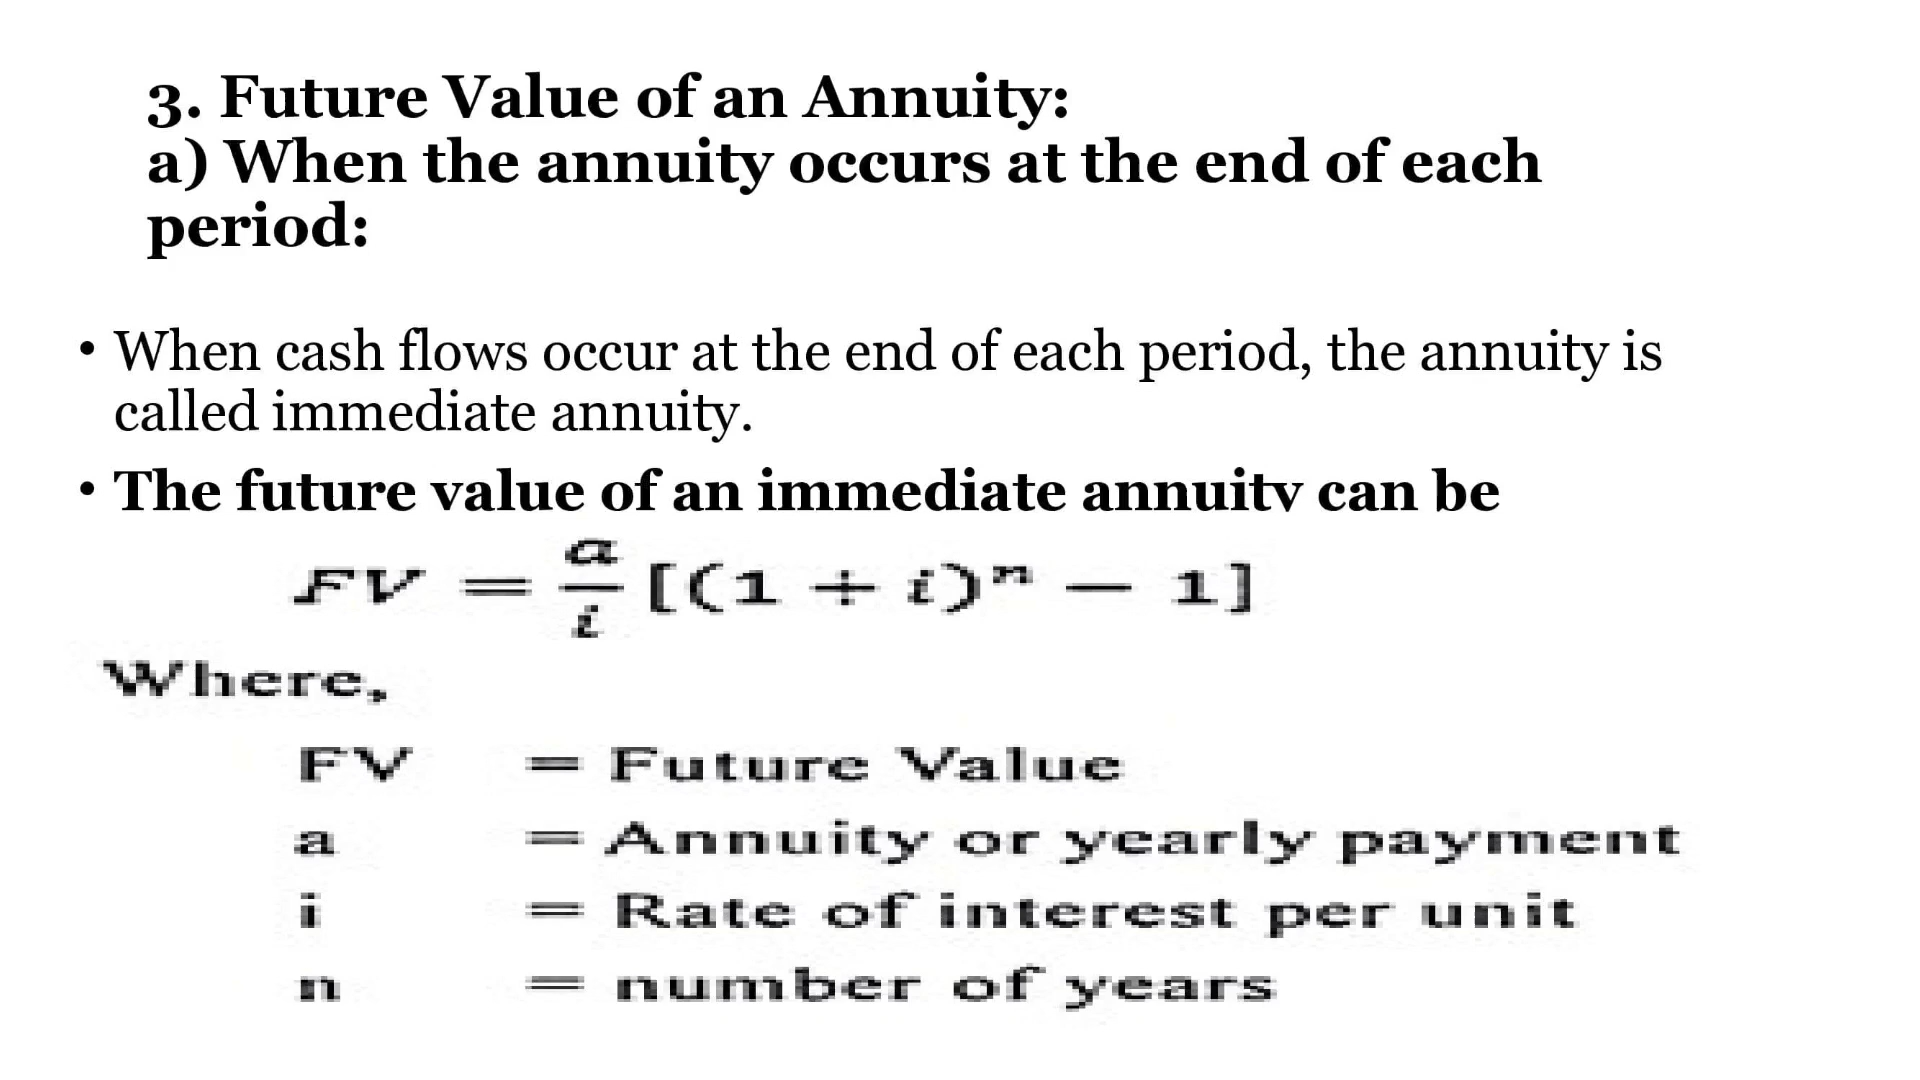 3. Future Value of an Annuity:
a) When the annuity occurs at the end of each
period:
• When cash flows occur at the end of each period, the annuity is
called immediate annuity.
• The future value of an immediate annuity can be
FV = a/i [(1 + i)ⁿ − 1]
Where,
FV = Future Value
a = Annuity or yearly payment
i = Rate of interest per unit
n = number of years